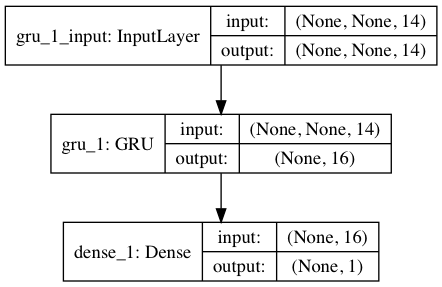 gru_1_input: InputLayer
input: (None, None, 14)
output: (None, None, 14)
gru_1: GRU
input: (None, None, 14)
output: (None, 16)
dense_1: Dense
input: (None, 16)
output: (None, 1)